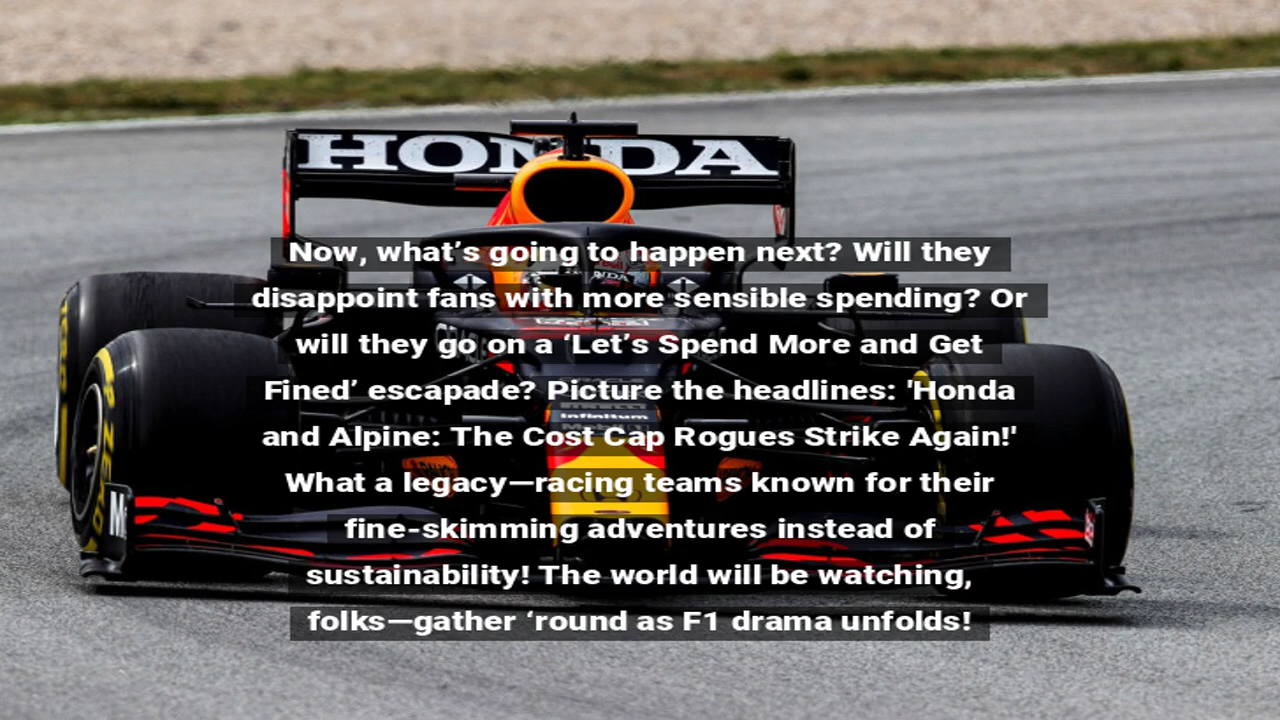 HONDA
Now, what’s going to happen next? Will they
disappoint fans with more sensible spending? Or
will they go on a ‘Let’s Spend More and Get
Fined’ escapade? Picture the headlines: 'Honda
and Alpine: The Cost Cap Rogues Strike Again!'
What a legacy—racing teams known for their
fine-skimming adventures instead of
sustainability! The world will be watching,
folks—gather ‘round as F1 drama unfolds!